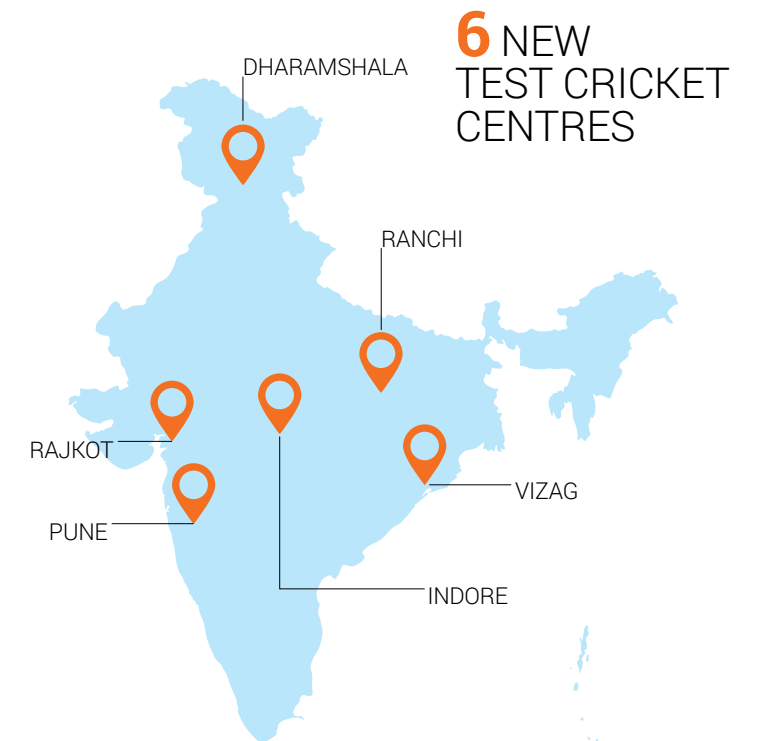 6 NEW
TEST CRICKET
CENTRES
DHARAMSHALA
RANCHI
RAJKOT
VIZAG
PUNE
INDORE